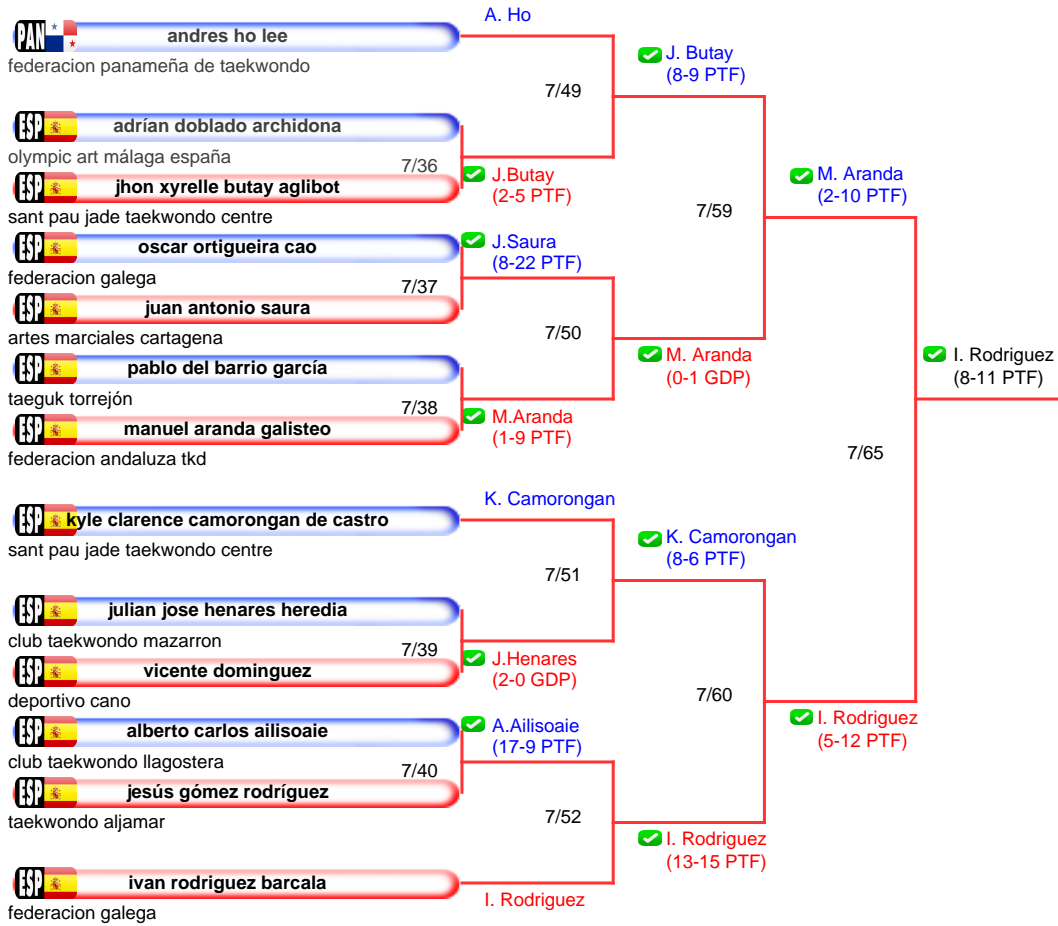 A. Ho
PAN andres ho lee
federacion panameña de taekwondo
J. Butay
(8-9 PTF)
7/49
ESP adrían doblado archidona
olympic art málaga españa
7/36
J.Butay
(2-5 PTF)
ESP jhon xyrelle butay aglibot
sant pau jade taekwondo centre
M. Aranda
(2-10 PTF)
7/59
ESP oscar ortigueira cao
federacion galega
J.Saura
(8-22 PTF)
7/37
ESP juan antonio saura
artes marciales cartagena
7/50
M. Aranda
(0-1 GDP)
I. Rodriguez
(8-11 PTF)
ESP pablo del barrio garcía
taeguk torrejón
7/38
ESP manuel aranda galisteo
federacion andaluza tkd
M.Aranda
(1-9 PTF)
7/65
K. Camorongan
ESP kyle clarence camorongan de castro
sant pau jade taekwondo centre
K. Camorongan
(8-6 PTF)
7/51
ESP julian jose henares heredia
club taekwondo mazarron
7/39
ESP vicente dominguez
deportivo cano
J.Henares
(2-0 GDP)
7/60
ESP alberto carlos ailisoaie
club taekwondo llagostera
A.Ailisoaie
(17-9 PTF)
I. Rodriguez
(5-12 PTF)
7/40
ESP jesús gómez rodríguez
taekwondo aljamar
7/52
I. Rodriguez
(13-15 PTF)
ESP ivan rodriguez barcala
federacion galega
I. Rodriguez